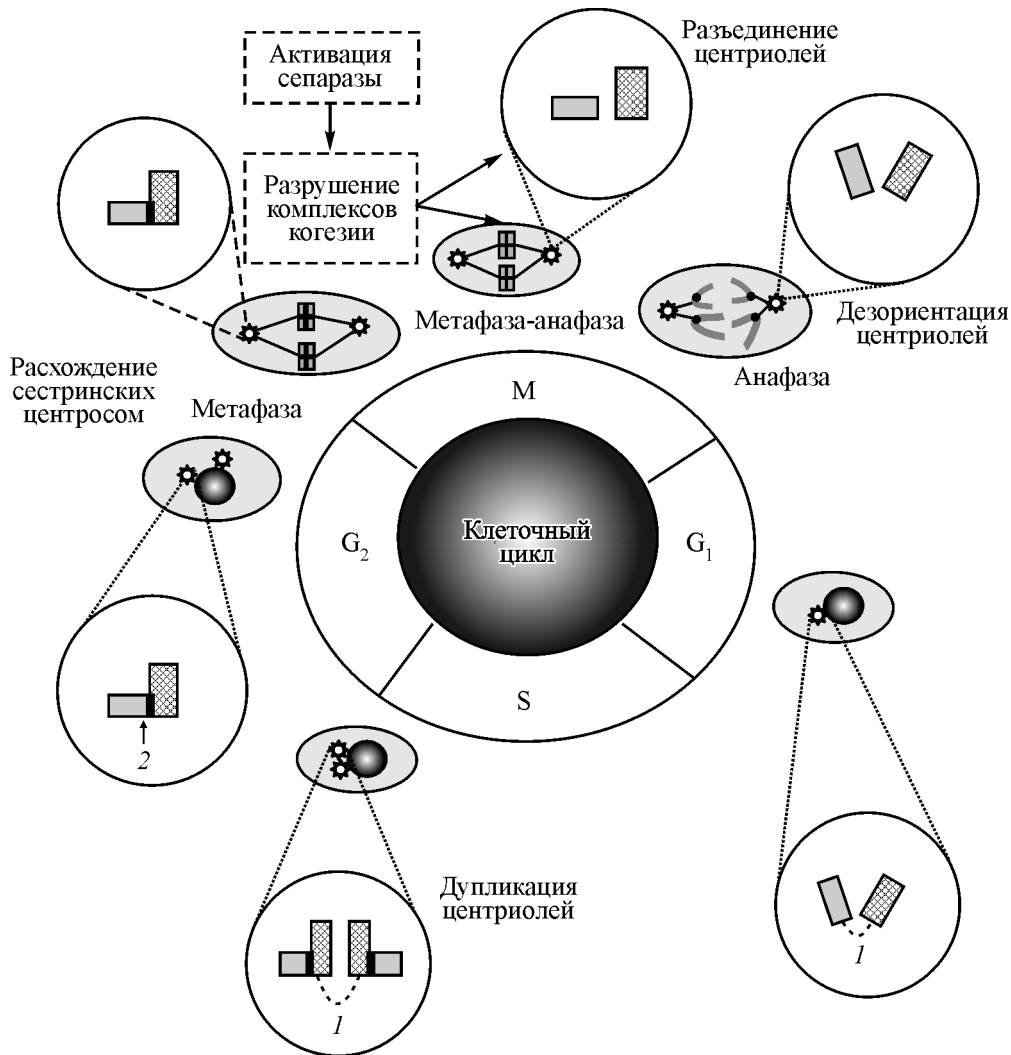 Активация
сепаразы
Разрушение
комплексов
когезии
Разъединение
центриолей
Дезориентация
центриолей
Метафаза-анафаза
Анафаза
Расхождение
сестринских
центросом
Метафаза
M
G₂
Клеточный
цикл
G₁
S
2
Дупликация
центриолей
1
1